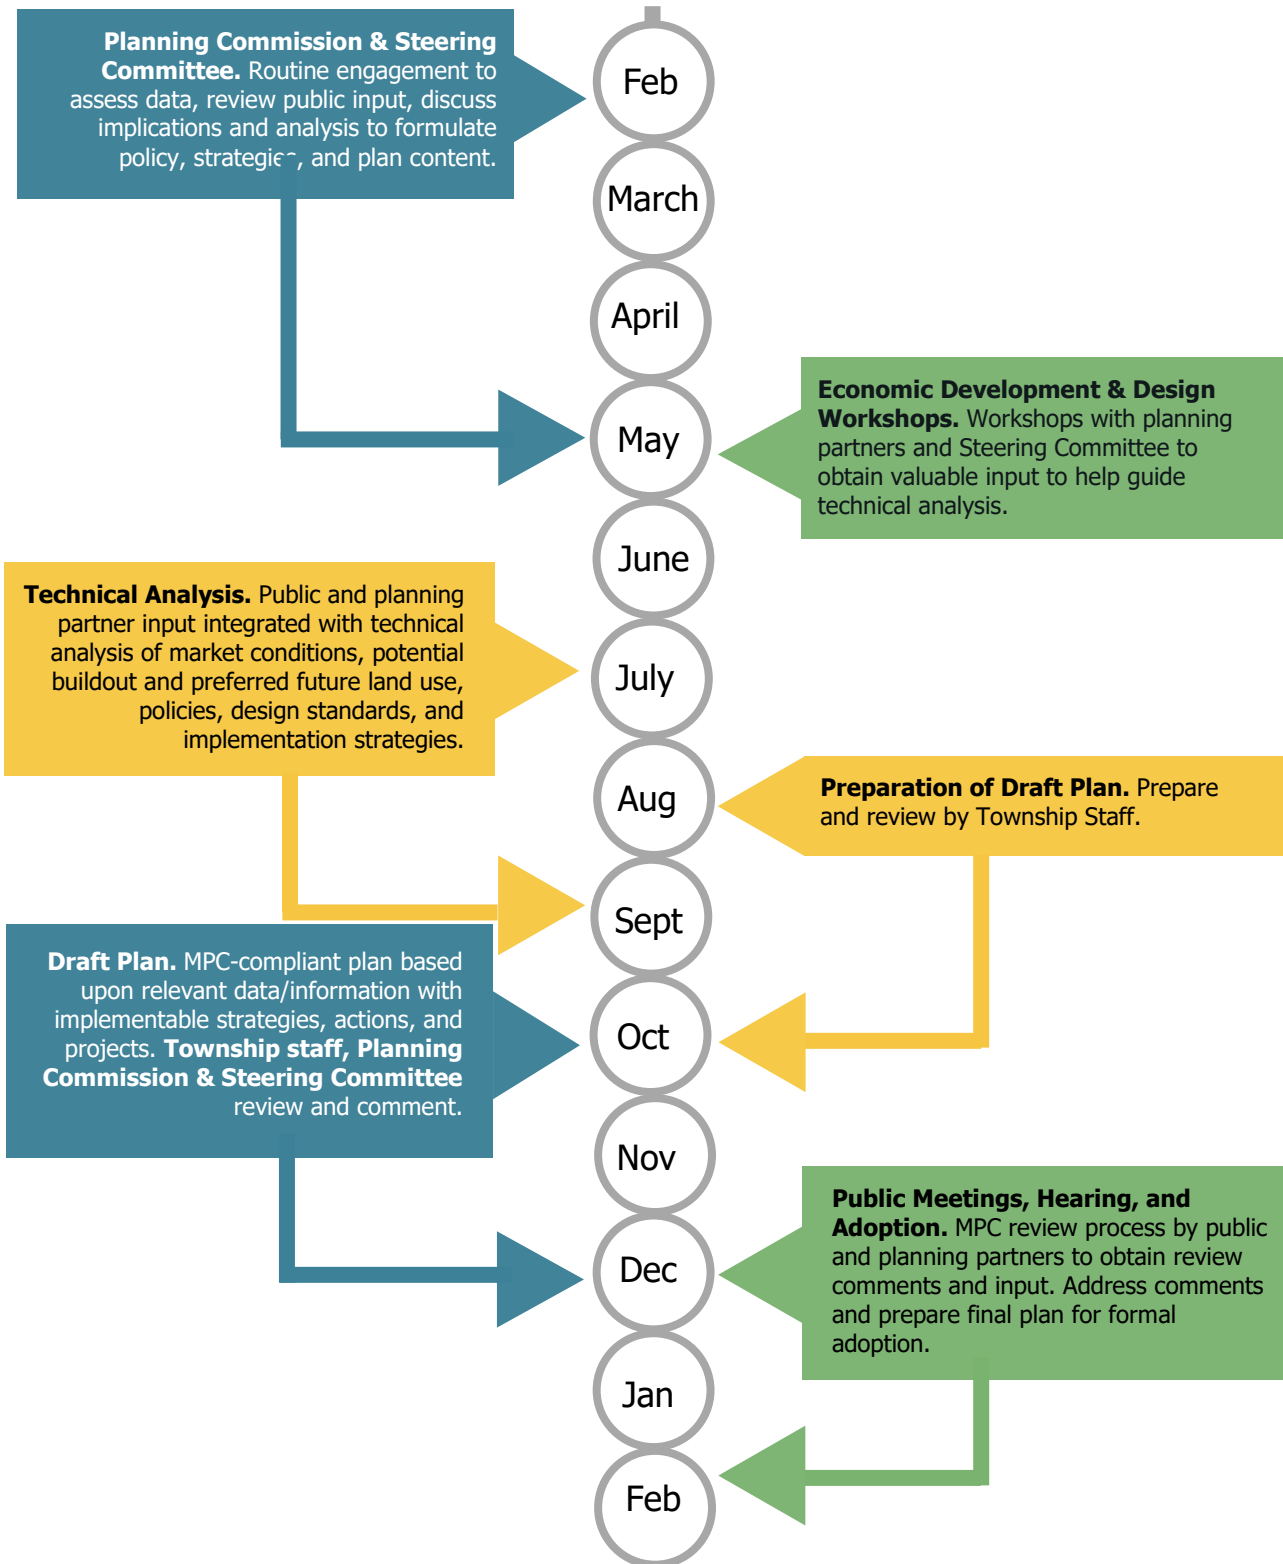 Planning Commission & Steering
Committee. Routine engagement to
assess data, review public input, discuss
implications and analysis to formulate
policy, strategies, and plan content.
Feb
March
April
May
Economic Development & Design
Workshops. Workshops with planning
partners and Steering Committee to
obtain valuable input to help guide
technical analysis.
June
Technical Analysis. Public and planning
partner input integrated with technical
analysis of market conditions, potential
buildout and preferred future land use,
policies, design standards, and
implementation strategies.
July
Aug
Preparation of Draft Plan. Prepare
and review by Township Staff.
Sept
Draft Plan. MPC-compliant plan based
upon relevant data/information with
implementable strategies, actions, and
projects. Township staff, Planning
Commission & Steering Committee
review and comment.
Oct
Nov
Public Meetings, Hearing, and
Adoption. MPC review process by public
and planning partners to obtain review
comments and input. Address comments
and prepare final plan for formal
adoption.
Dec
Jan
Feb